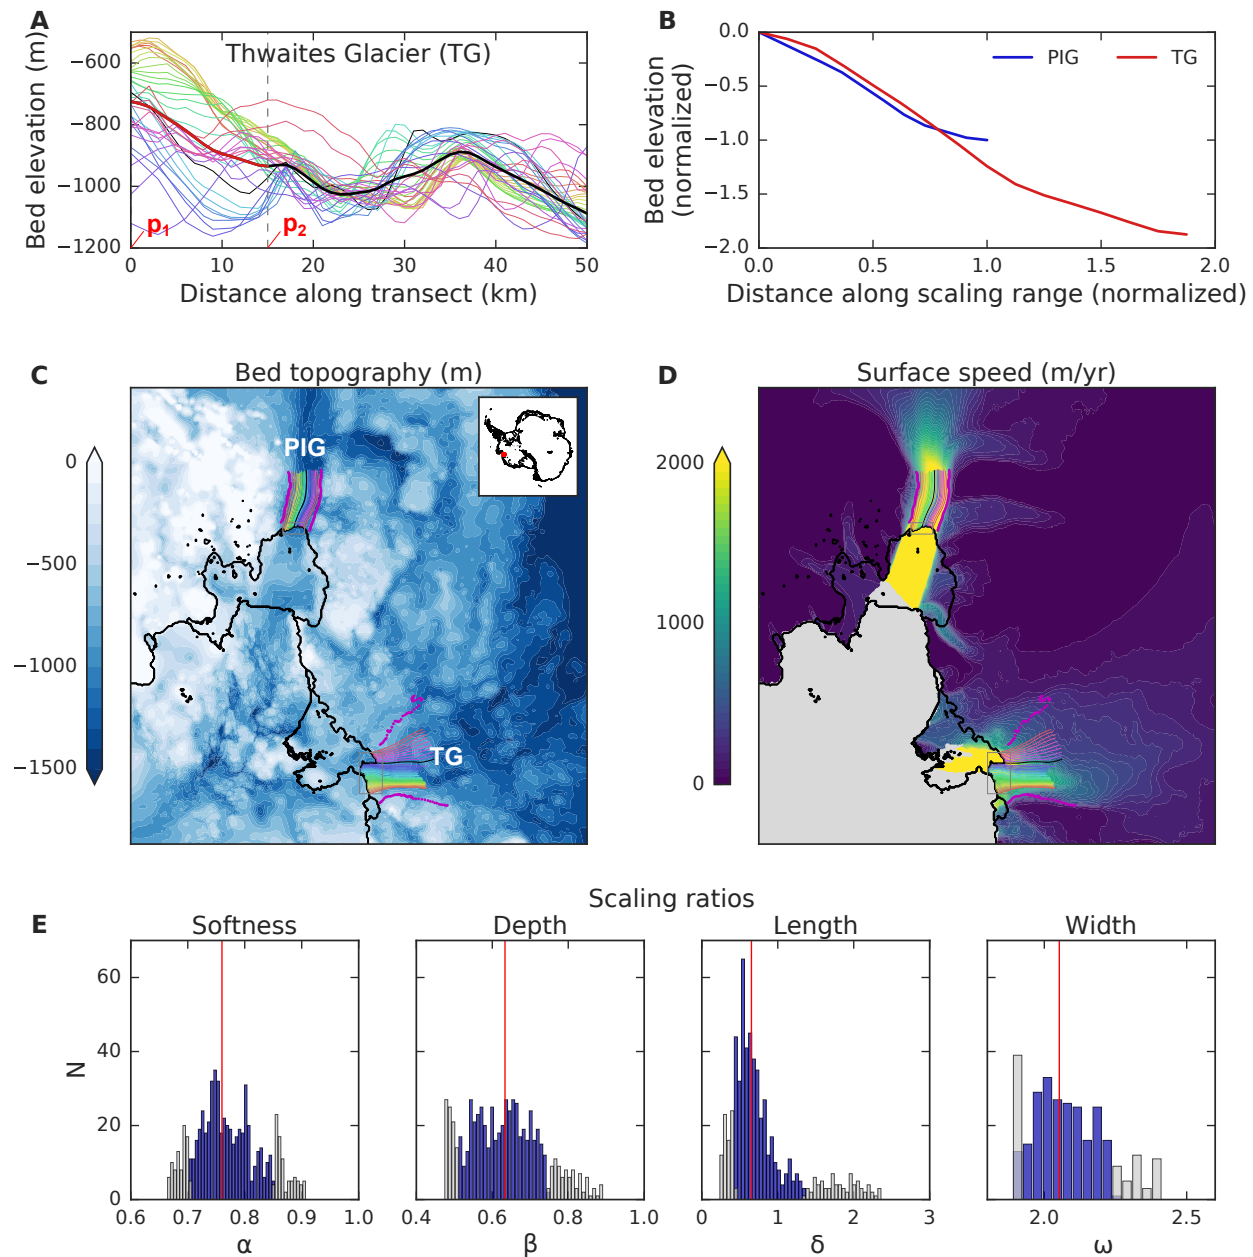 A
Thwaites Glacier (TG)
Bed elevation (m)
−600
−800
−1000
−1200
p1
p2
0
10
20
30
40
50
Distance along transect (km)
B
Bed elevation
(normalized)
0.0
−0.5
−1.0
−1.5
−2.0
PIG
TG
0.0
0.5
1.0
1.5
2.0
Distance along scaling range (normalized)
C
Bed topography (m)
0
−500
−1000
−1500
PIG
TG
D
Surface speed (m/yr)
2000
1000
0
Scaling ratios
E
Softness
Depth
Length
Width
N
60
40
20
0
0.6
0.7
0.8
0.9
1.0
α
0.4
0.6
0.8
1.0
β
0
1
2
3
δ
2.0
2.5
ω